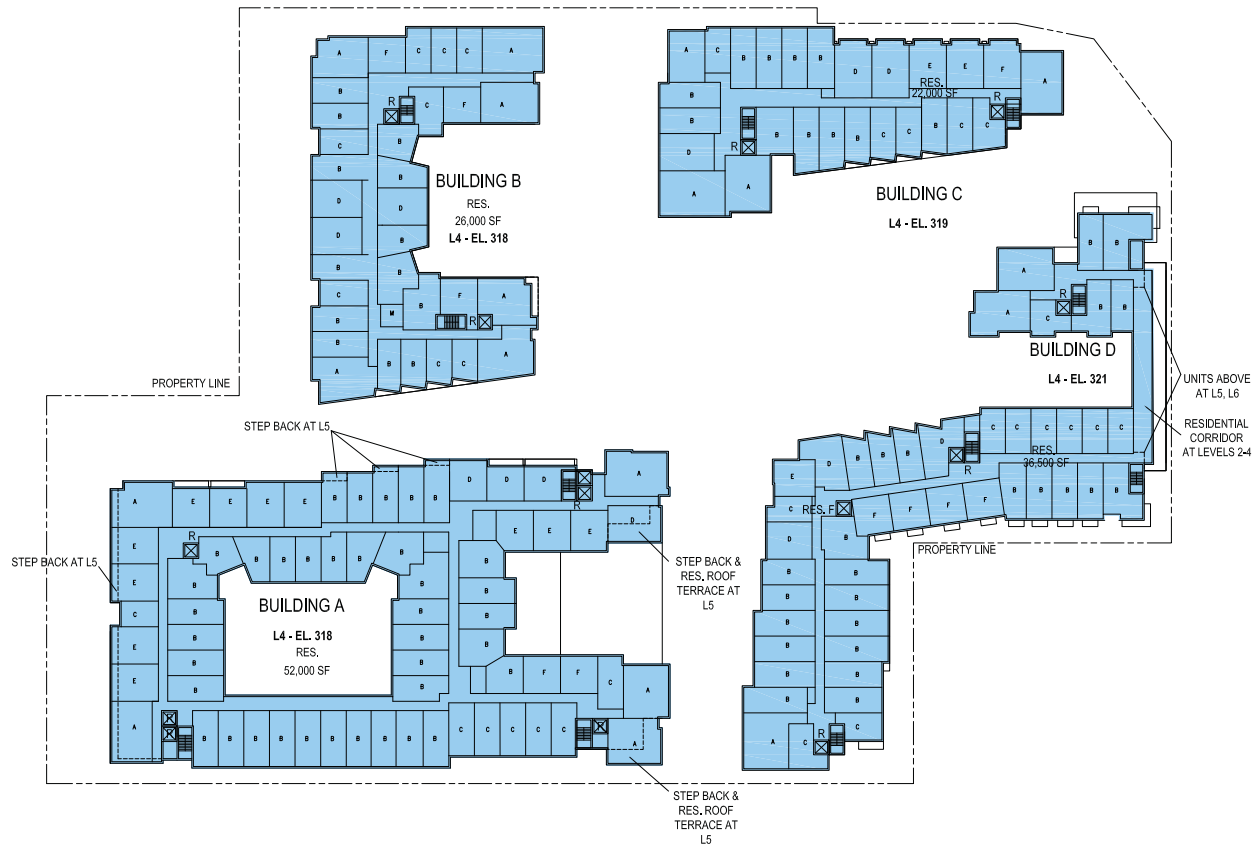 BUILDING B
RES.
26,000 SF
L4 - EL. 318
A F C C C A
B
B
C
B
D
D
B
C
B
B
A
R
C F A
B
B
D
B
B
M
B
F
A
R
B B C C A
BUILDING C
L4 - EL. 319
RES.
22,000 SF
A C B B B B D D E E F A
B
B
D
A
A
R
B B B B C C B C C
R
BUILDING D
L4 - EL. 321
B B
A
R
A
C
B
B B
UNITS ABOVE
AT L5, L6
RESIDENTIAL
CORRIDOR
AT LEVELS 2-4
PROPERTY LINE
RES.
36,500 SF
C C C C C C
D B B B D
R
E
RES. F
F F F F B B B B B
C
D
B
B
B
B
B
B
B
B
B
B
B
B
B
C
A C
R
PROPERTY LINE
STEP BACK AT L5
STEP BACK AT L5
BUILDING A
L4 - EL. 318
RES.
52,000 SF
A E E E E B B B B B D D D
R
A
E E E D
E
E
C
E
E
A
R
B B B B B B B B
B
B
B
B
B
B
B
B
B
B
B
B
B F F C A
B B B B B B B B B B C C C C C
A
STEP BACK &
RES. ROOF
TERRACE AT
L5
STEP BACK &
RES. ROOF
TERRACE AT
L5